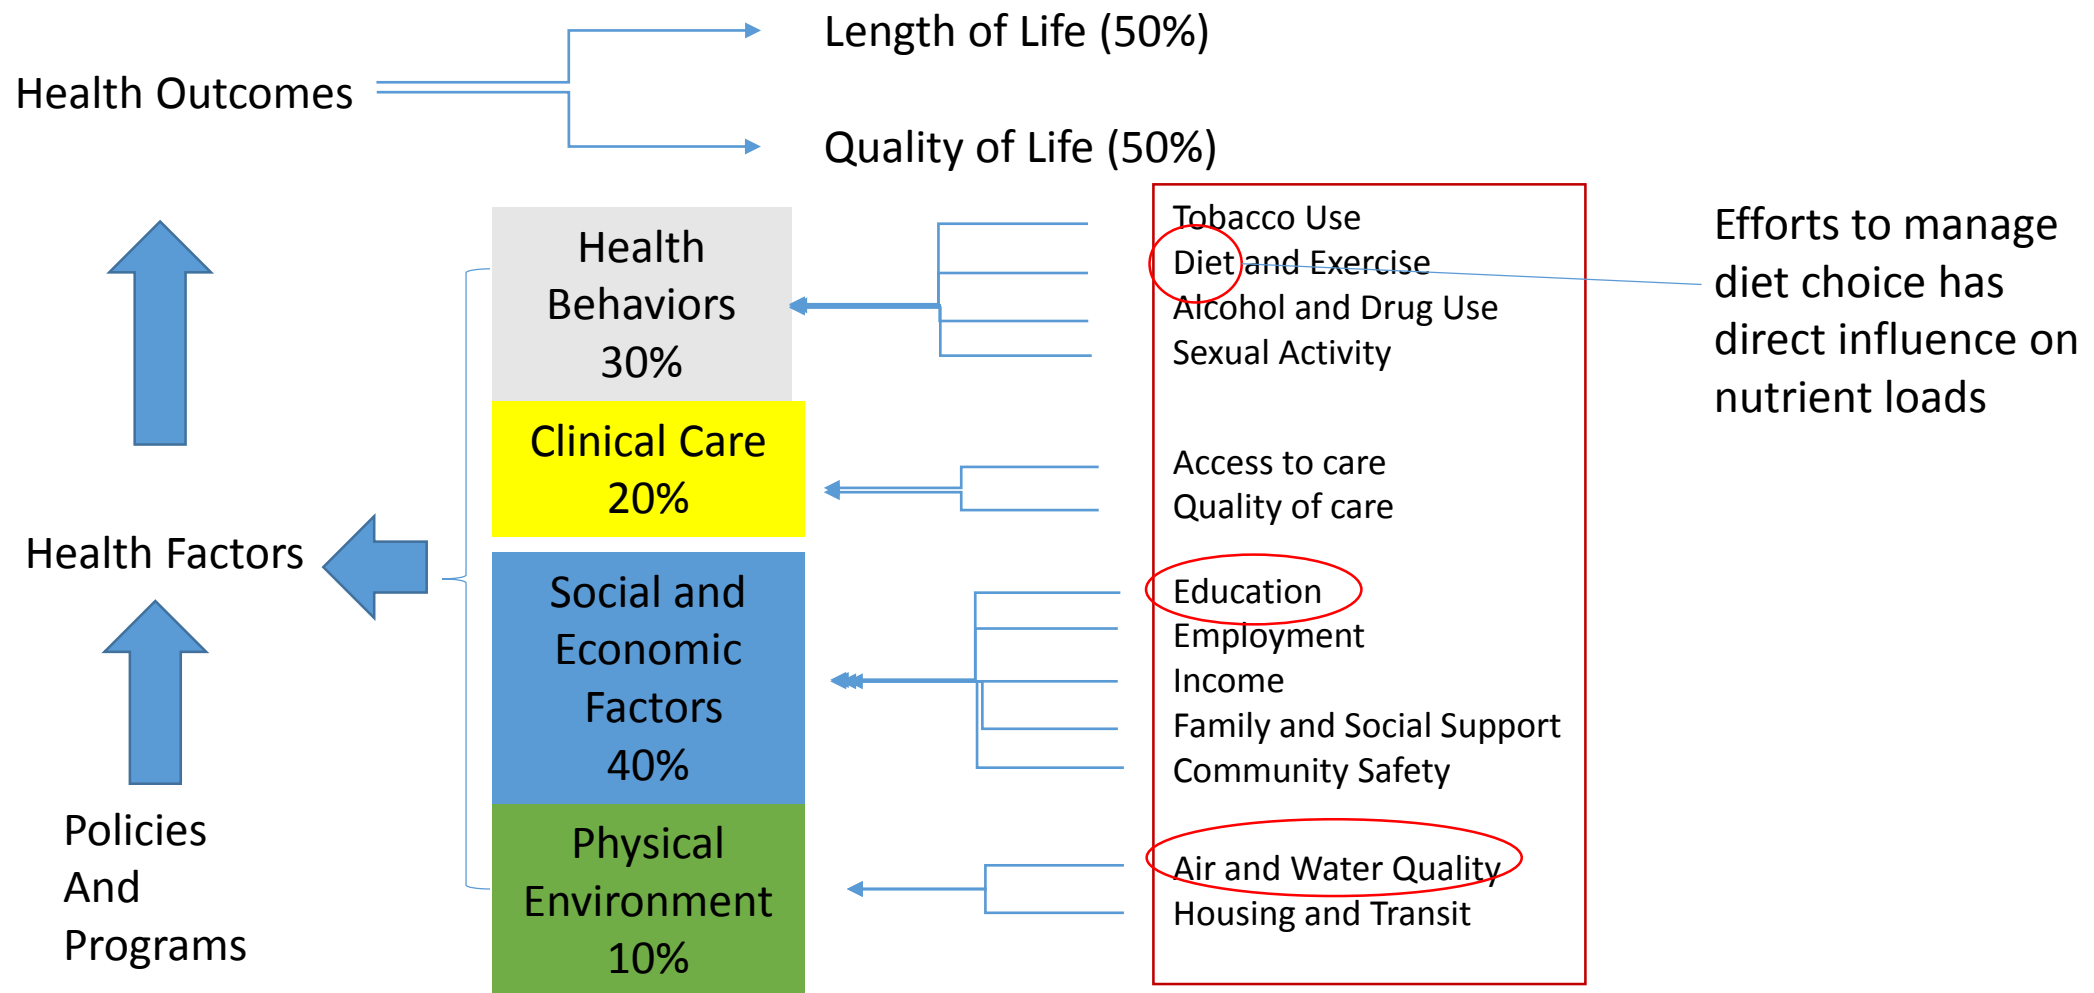 Health Outcomes
Length of Life (50%)
Quality of Life (50%)
Health Factors
Policies
And
Programs
Health
Behaviors
30%
Clinical Care
20%
Social and
Economic
Factors
40%
Physical
Environment
10%
Tobacco Use
Diet and Exercise
Alcohol and Drug Use
Sexual Activity
Access to care
Quality of care
Education
Employment
Income
Family and Social Support
Community Safety
Air and Water Quality
Housing and Transit
Efforts to manage
diet choice has
direct influence on
nutrient loads